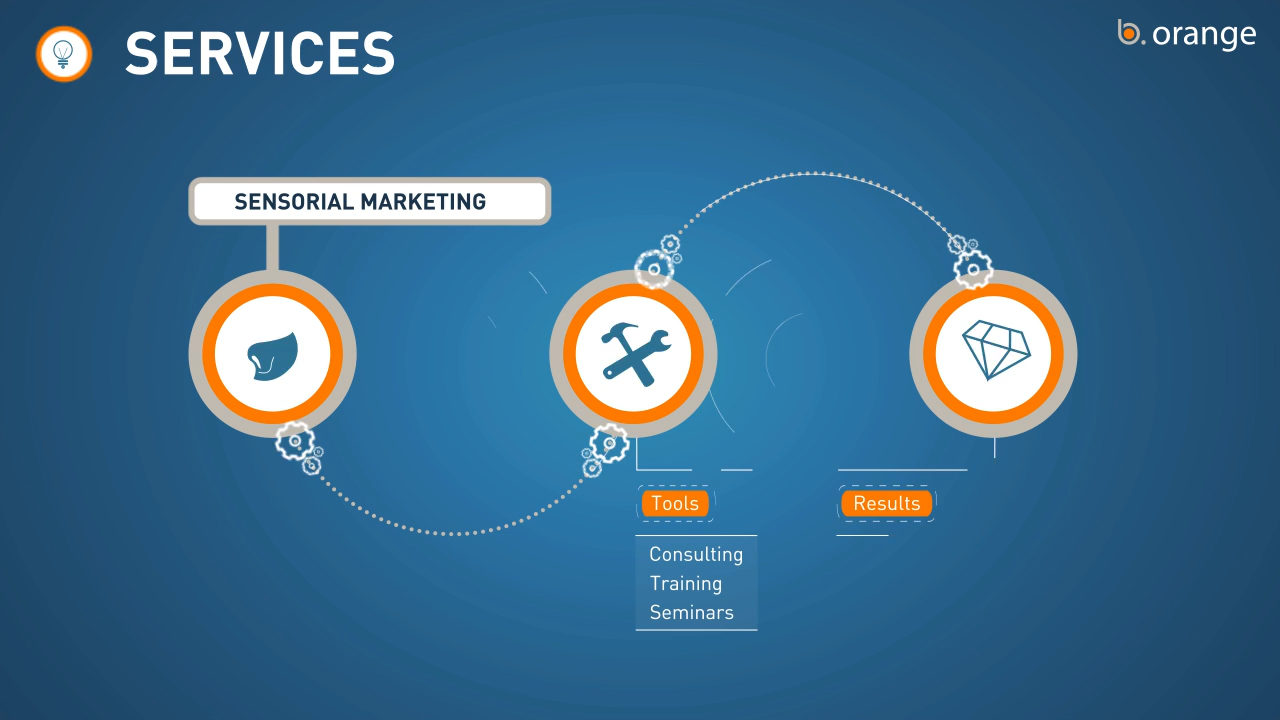 SERVICES
b. orange
SENSORIAL MARKETING
Tools
Results
Consulting
Training
Seminars